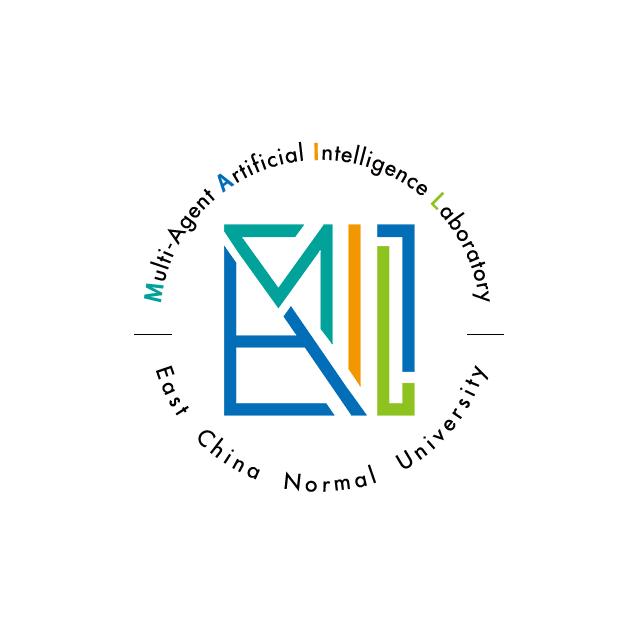 Multi-Agent Artificial Intelligence Laboratory
East China Normal University